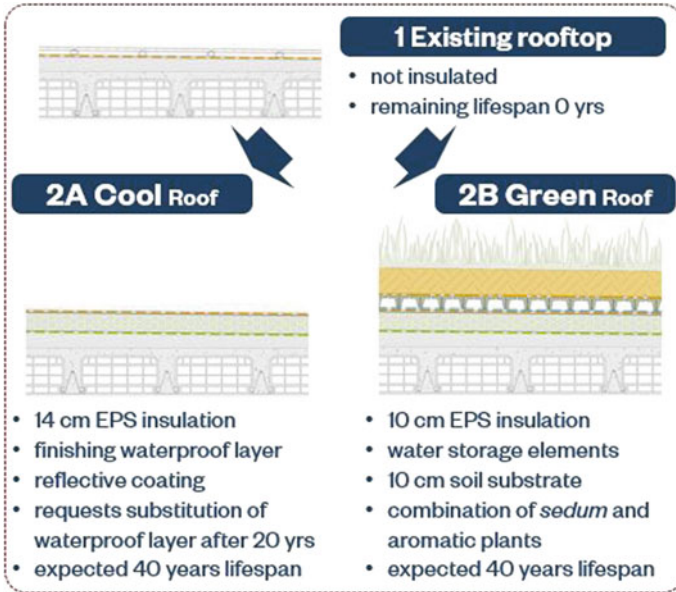 1 Existing rooftop
• not insulated
• remaining lifespan 0 yrs
2A Cool Roof
• 14 cm EPS insulation
• finishing waterproof layer
• reflective coating
• requests substitution of
waterproof layer after 20 yrs
• expected 40 years lifespan
2B Green Roof
• 10 cm EPS insulation
• water storage elements
• 10 cm soil substrate
• combination of sedum and
aromatic plants
• expected 40 years lifespan